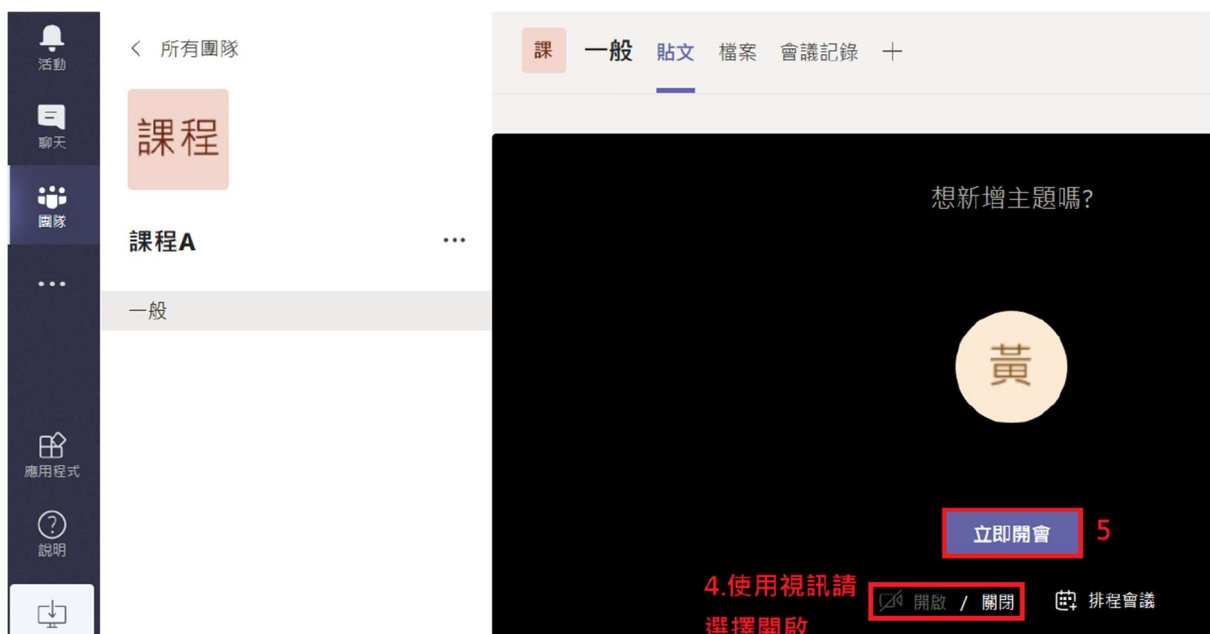 活動
聊天
團隊
應用程式
說明
所有團隊
課程
課程A
一般
課 一般 貼文 檔案 會議記錄
想新增主題嗎?
黃
立即開會 5
4.使用視訊請
選擇開啟
開啟 / 關閉 排程會議